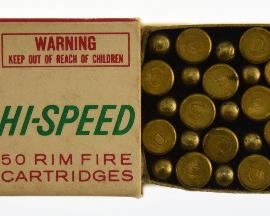 WARNING
KEEP OUT OF REACH OF CHILDREN
HI-SPEED
50 RIM FIRE
CARTRIDGES